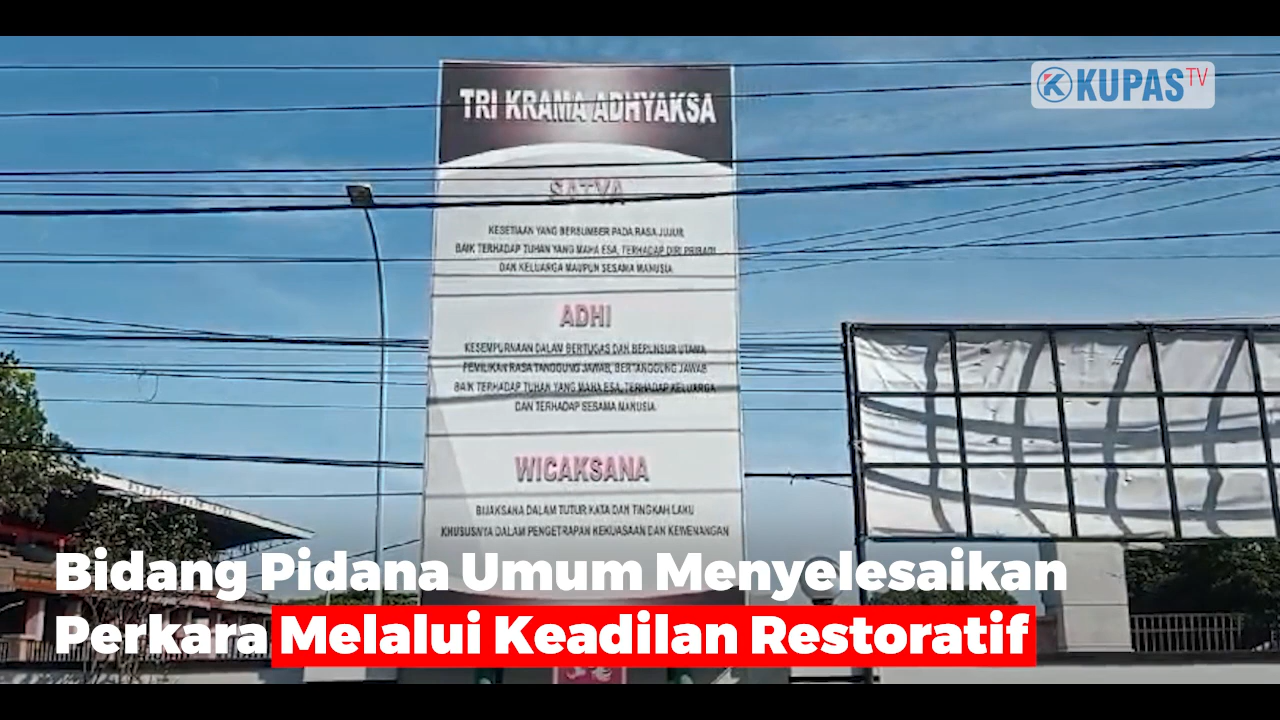 KUPAS TV
TRI KRAMA ADHYAKSA
SATYA
KESETIAAN YANG BERSUMBER PADA RASA JUJUR,
BAIK TERHADAP TUHAN YANG MAHA ESA, TERHADAP DIRI PRIBADI
DAN KELUARGA MAUPUN SESAMA MANUSIA
ADHI
KESEMPURNAAN DALAM BERTUGAS DAN BERUNSUR UTAMA,
PEMILIKAN RASA TANGGUNG JAWAB, BERTANGGUNG JAWAB
BAIK TERHADAP TUHAN YANG MAHA ESA, TERHADAP KELUARGA
DAN TERHADAP SESAMA MANUSIA.
WICAKSANA
BIJAKSANA DALAM TUTUR KATA DAN TINGKAH LAKU
KHUSUSNYA DALAM PENGETRAPAN KEKUASAAN DAN KEWENANGAN
Bidang Pidana Umum Menyelesaikan
Perkara Melalui Keadilan Restoratif